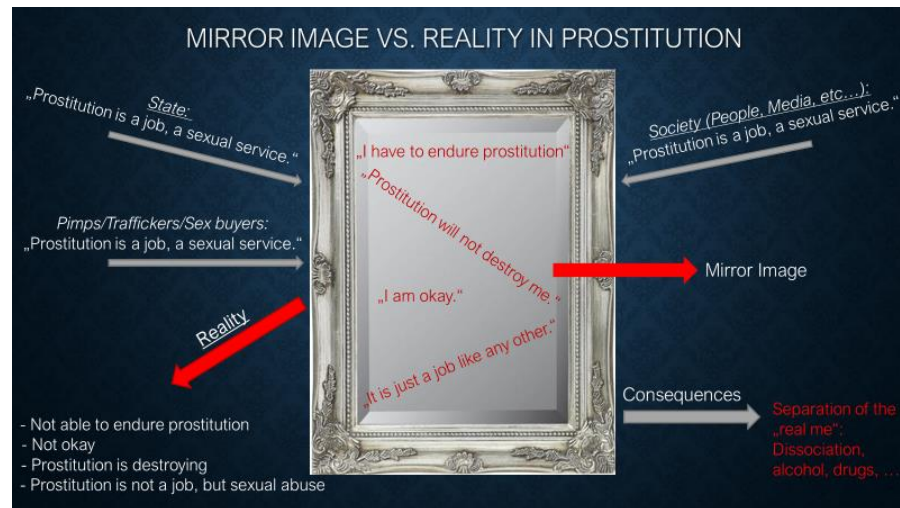 MIRROR IMAGE VS. REALITY IN PROSTITUTION
State:
„Prostitution is a job, a sexual service.“
Society (People, Media, etc…):
„Prostitution is a job, a sexual service.“
Pimps/Traffickers/Sex buyers:
„Prostitution is a job, a sexual service.“
„I have to endure prostitution“
„Prostitution will not destroy me.“
„I am okay.“
„It is just a job like any other.“
Mirror Image
Reality
- Not able to endure prostitution
- Not okay
- Prostitution is destroying
- Prostitution is not a job, but sexual abuse
Consequences
Separation of the
„real me“:
Dissociation,
alcohol, drugs, …